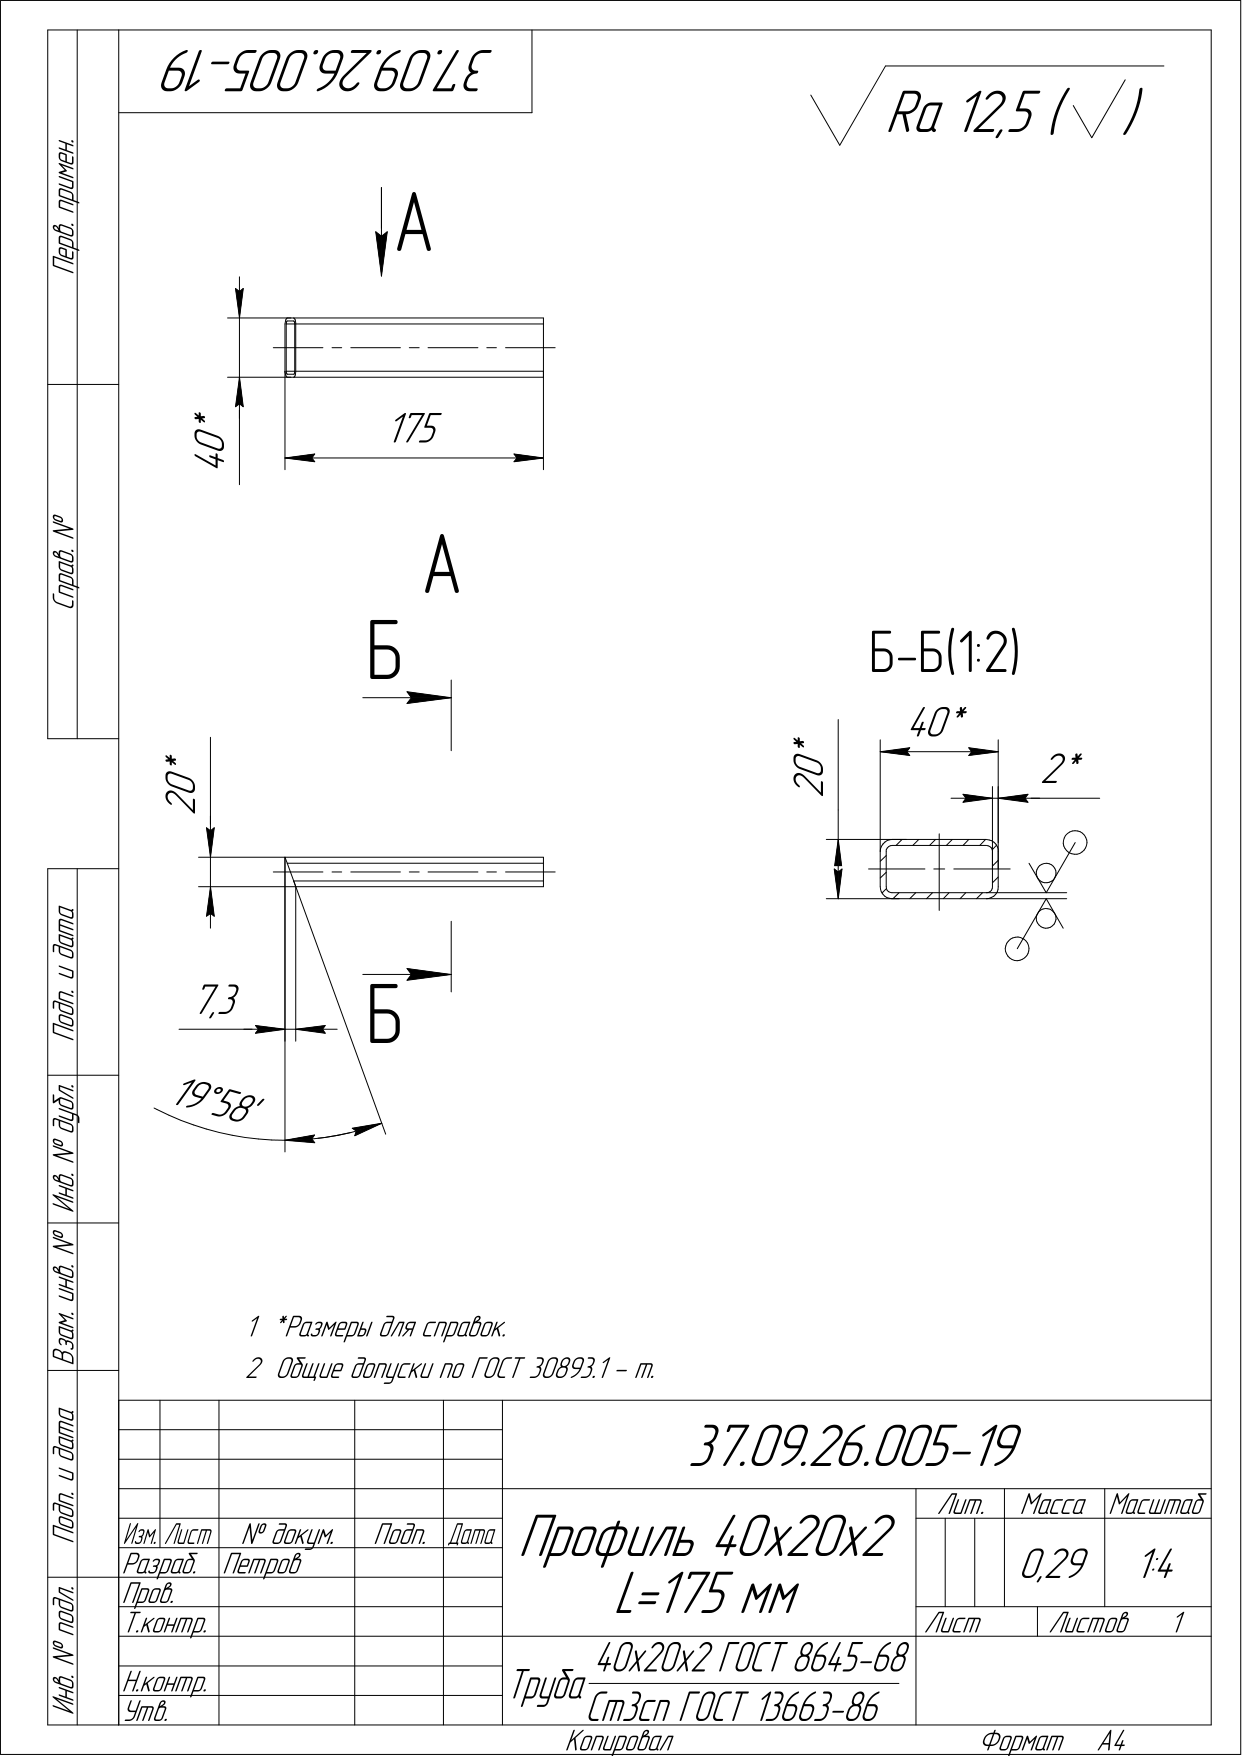 37.09.26.005-19
Ra 12,5 (√)
Перв. примен.
Справ. №
Подп. и дата
Инв. № дубл.
Взам. инв. №
Подп. и дата
Инв. № подл.
А
40*
175
А
Б
20*
7,3
19°58'
Б
Б-Б(1:2)
40*
20*
2*
1 *Размеры для справок.
2 Общие допуски по ГОСТ 30893.1 - m.
37.09.26.005-19
Изм. Лист № докум. Подп. Дата
Разраб. Петров
Пров.
Т.контр.
Н.контр.
Утв.
Профиль 40х20х2
L=175 мм
Лит. Масса Масштаб
0,29 1:4
Лист Листов 1
Труба 40х20х2 ГОСТ 8645-68
Ст3сп ГОСТ 13663-86
Копировал Формат А4